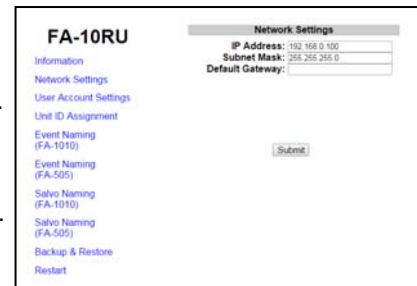 FA-10RU
Information
Network Settings
User Account Settings
Unit ID Assignment
Event Naming
(FA-1010)
Event Naming
(FA-505)
Salvo Naming
(FA-1010)
Salvo Naming
(FA-505)
Backup & Restore
Restart
Network Settings
IP Address: 192.168.0.100
Subnet Mask: 255.255.255.0
Default Gateway:
Submit